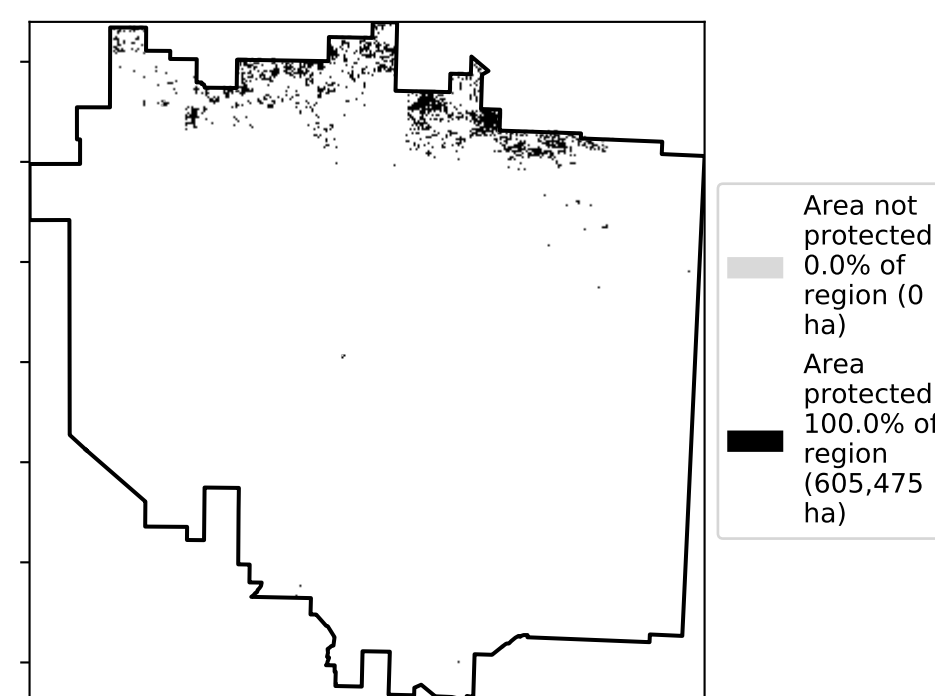 Area not
protected
0.0% of
region (0
ha)
Area
protected
100.0% of
region
(605,475
ha)